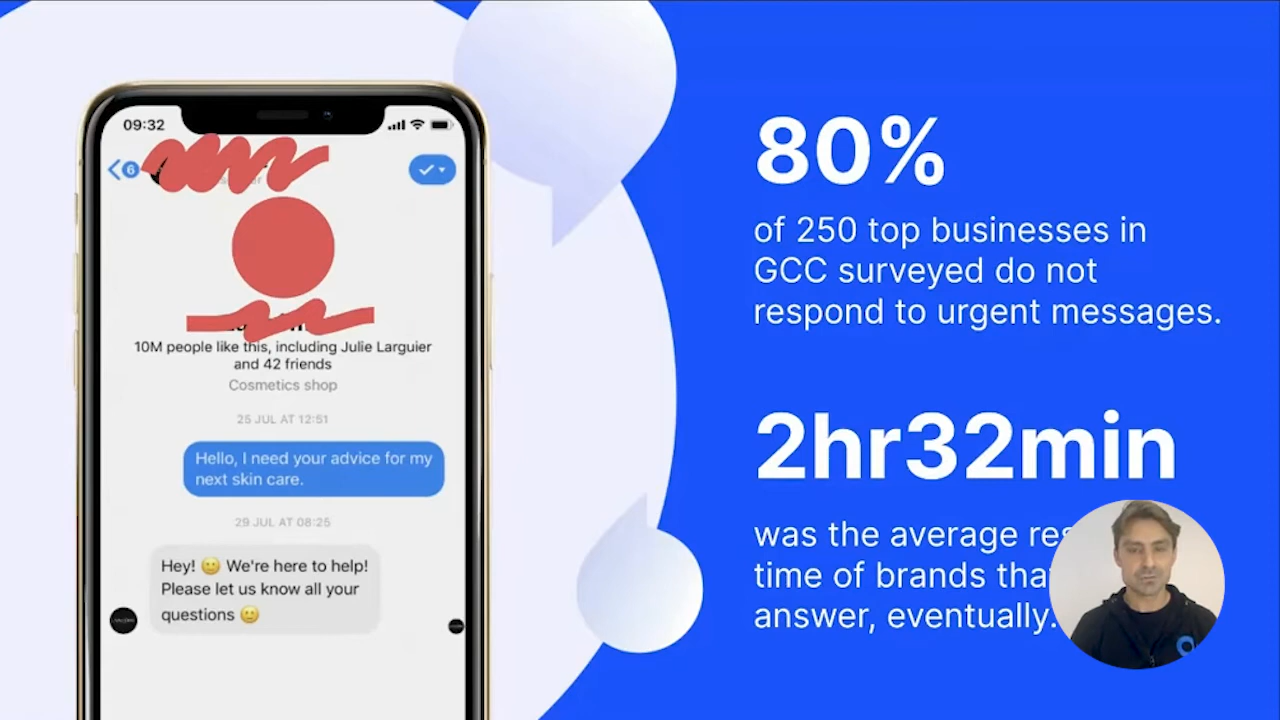 09:32
6
10M people like this, including Julie Larguier
and 42 friends
Cosmetics shop
25 JUL AT 12:51
Hello, I need your advice for my
next skin care.
29 JUL AT 08:25
Hey! 🙂 We're here to help!
Please let us know all your
questions 🙂
80%
of 250 top businesses in
GCC surveyed do not
respond to urgent messages.
2hr32min
was the average
time of brands
answer, eventually.